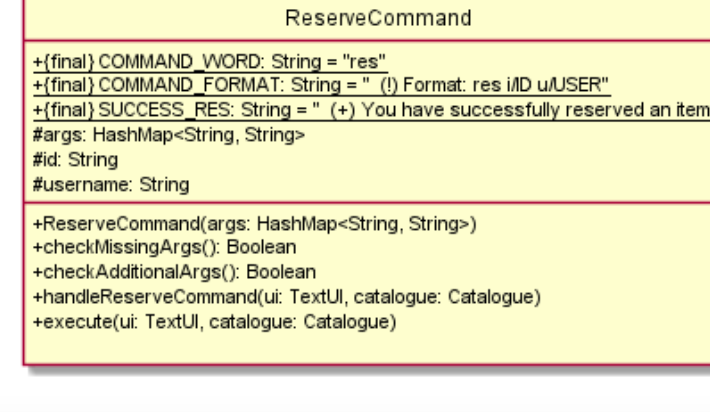 ReserveCommand
+{final} COMMAND_WORD: String = "res"
+{final} COMMAND_FORMAT: String = "  (!) Format: res i/ID u/USER"
+{final} SUCCESS_RES: String = "  (+) You have successfully reserved an item
#args: HashMap<String, String>
#id: String
#username: String
+ReserveCommand(args: HashMap<String, String>)
+checkMissingArgs(): Boolean
+checkAdditionalArgs(): Boolean
+handleReserveCommand(ui: TextUI, catalogue: Catalogue)
+execute(ui: TextUI, catalogue: Catalogue)